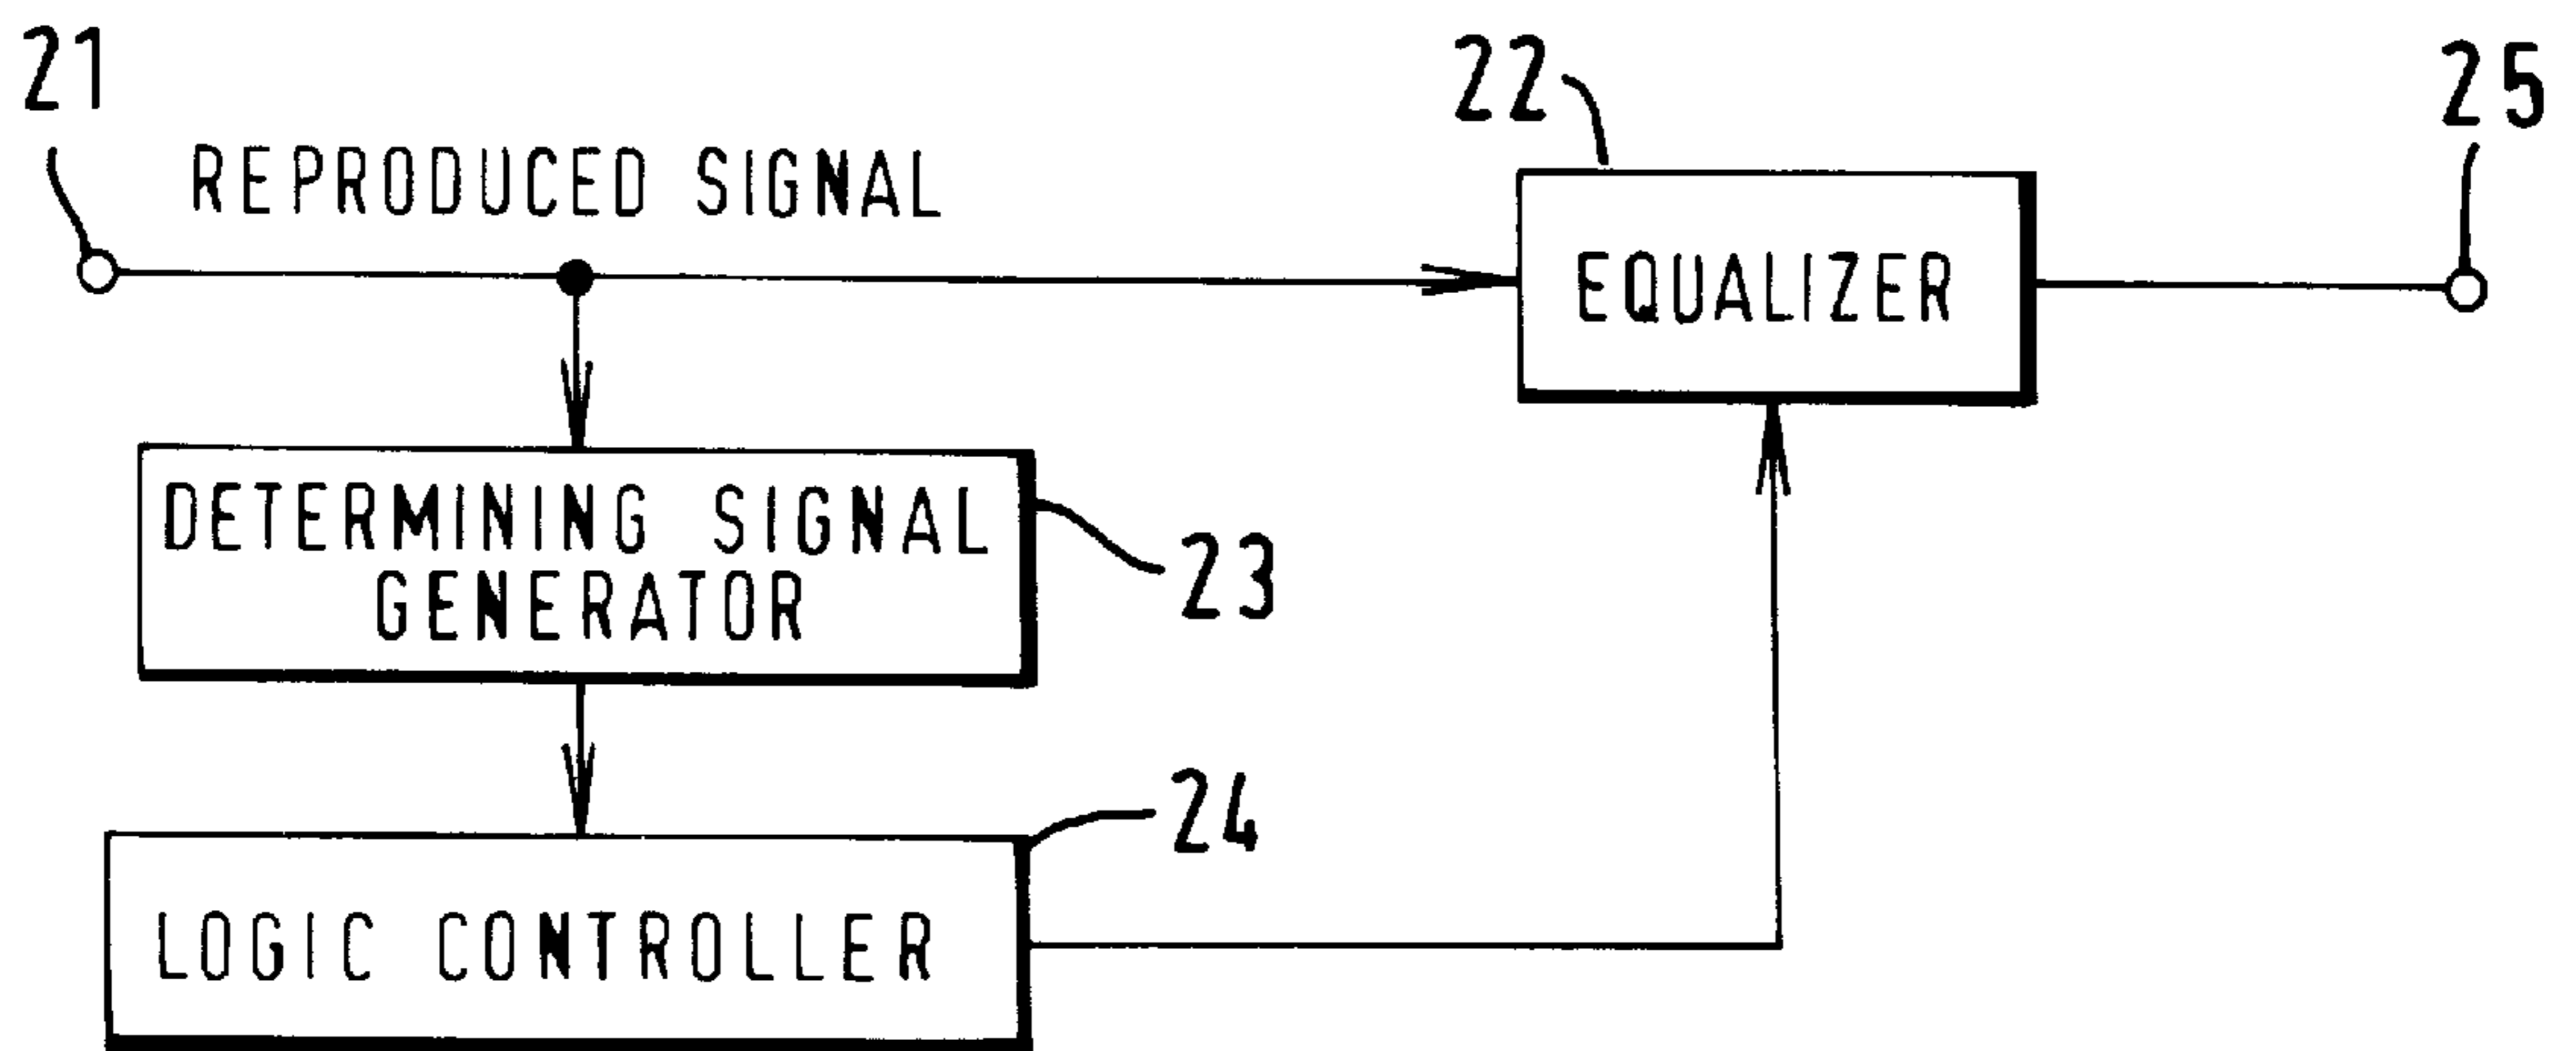 21
REPRODUCED SIGNAL
22
25
EQUALIZER
DETERMINING SIGNAL
GENERATOR
23
24
LOGIC CONTROLLER